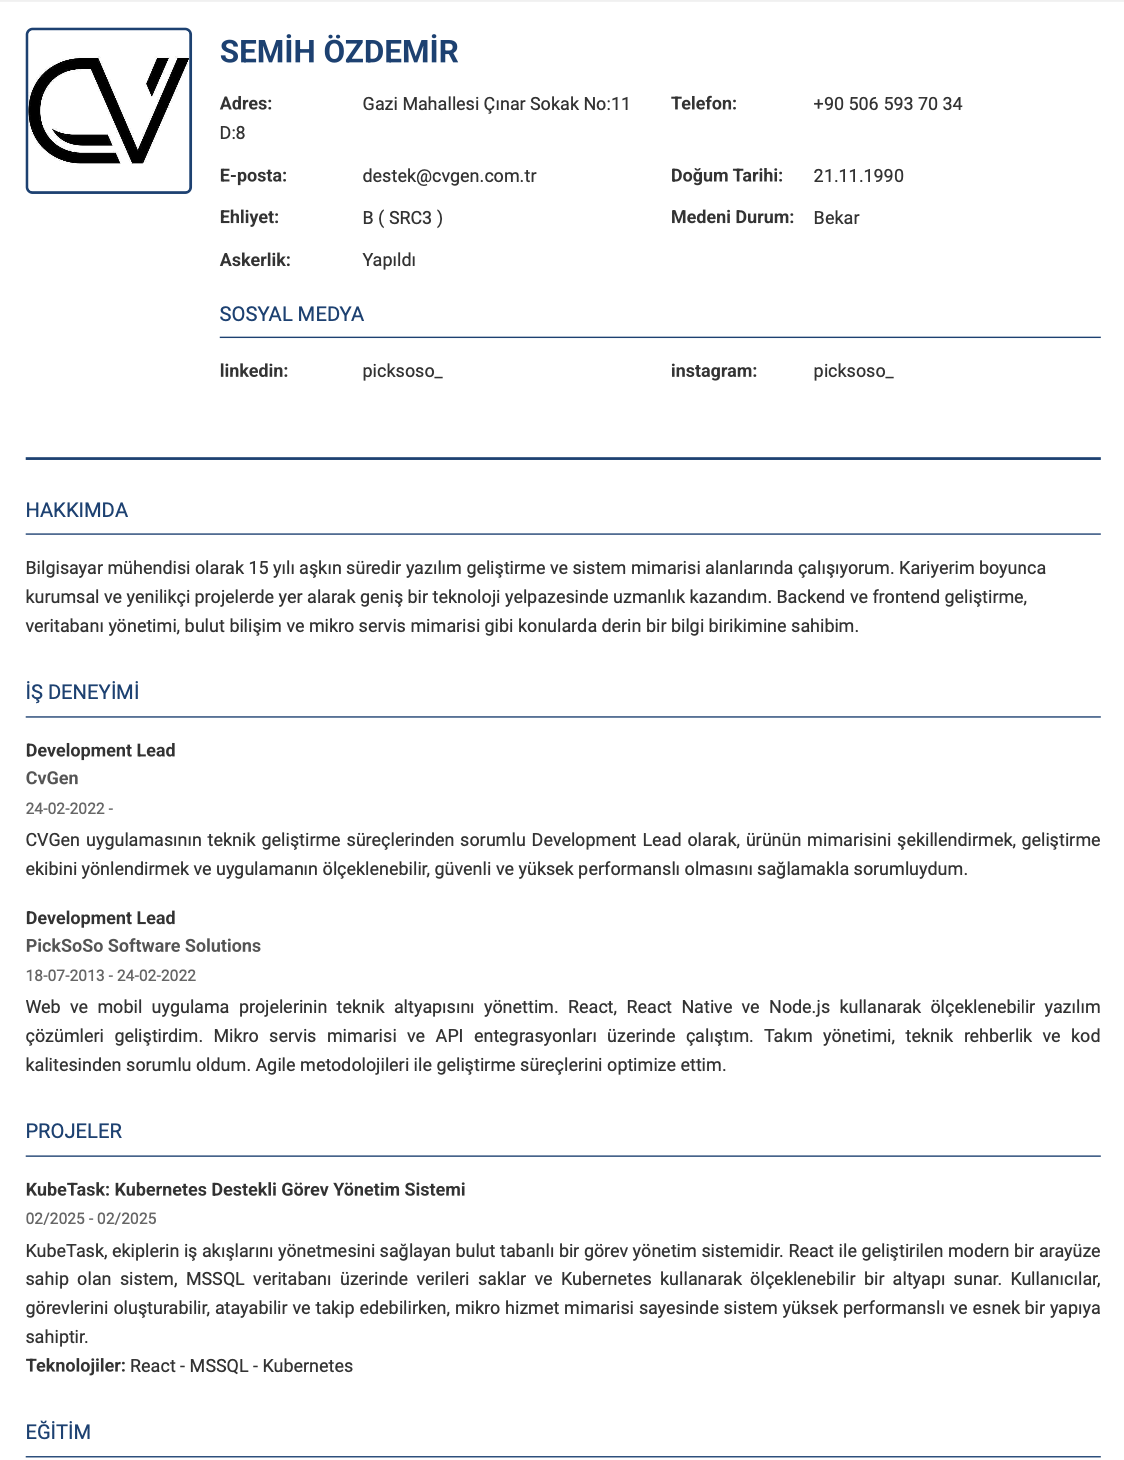 CV
SEMİH ÖZDEMİR
Adres: Gazi Mahallesi Çınar Sokak No:11 D:8
Telefon: +90 506 593 70 34
E-posta: destek@cvgen.com.tr
Doğum Tarihi: 21.11.1990
Ehliyet: B ( SRC3 )
Medeni Durum: Bekar
Askerlik: Yapıldı
SOSYAL MEDYA
linkedin: picksoso_
instagram: picksoso_
HAKKIMDA
Bilgisayar mühendisi olarak 15 yılı aşkın süredir yazılım geliştirme ve sistem mimarisi alanlarında çalışıyorum. Kariyerim boyunca
kurumsal ve yenilikçi projelerde yer alarak geniş bir teknoloji yelpazesinde uzmanlık kazandım. Backend ve frontend geliştirme,
veritabanı yönetimi, bulut bilişim ve mikro servis mimarisi gibi konularda derin bir bilgi birikimine sahibim.
İŞ DENEYİMİ
Development Lead
CvGen
24-02-2022 -
CVGen uygulamasının teknik geliştirme süreçlerinden sorumlu Development Lead olarak, ürünün mimarisini şekillendirmek, geliştirme
ekibini yönlendirmek ve uygulamanın ölçeklenebilir, güvenli ve yüksek performanslı olmasını sağlamakla sorumluydum.
Development Lead
PickSoSo Software Solutions
18-07-2013 - 24-02-2022
Web ve mobil uygulama projelerinin teknik altyapısını yönettim. React, React Native ve Node.js kullanarak ölçeklenebilir yazılım
çözümleri geliştirdim. Mikro servis mimarisi ve API entegrasyonları üzerinde çalıştım. Takım yönetimi, teknik rehberlik ve kod
kalitesinden sorumlu oldum. Agile metodolojileri ile geliştirme süreçlerini optimize ettim.
PROJELER
KubeTask: Kubernetes Destekli Görev Yönetim Sistemi
02/2025 - 02/2025
KubeTask, ekiplerin iş akışlarını yönetmesini sağlayan bulut tabanlı bir görev yönetim sistemidir. React ile geliştirilen modern bir arayüze
sahip olan sistem, MSSQL veritabanı üzerinde verileri saklar ve Kubernetes kullanarak ölçeklenebilir bir altyapı sunar. Kullanıcılar,
görevlerini oluşturabilir, atayabilir ve takip edebilirken, mikro hizmet mimarisi sayesinde sistem yüksek performanslı ve esnek bir yapıya
sahiptir.
Teknolojiler: React - MSSQL - Kubernetes
EĞİTİM